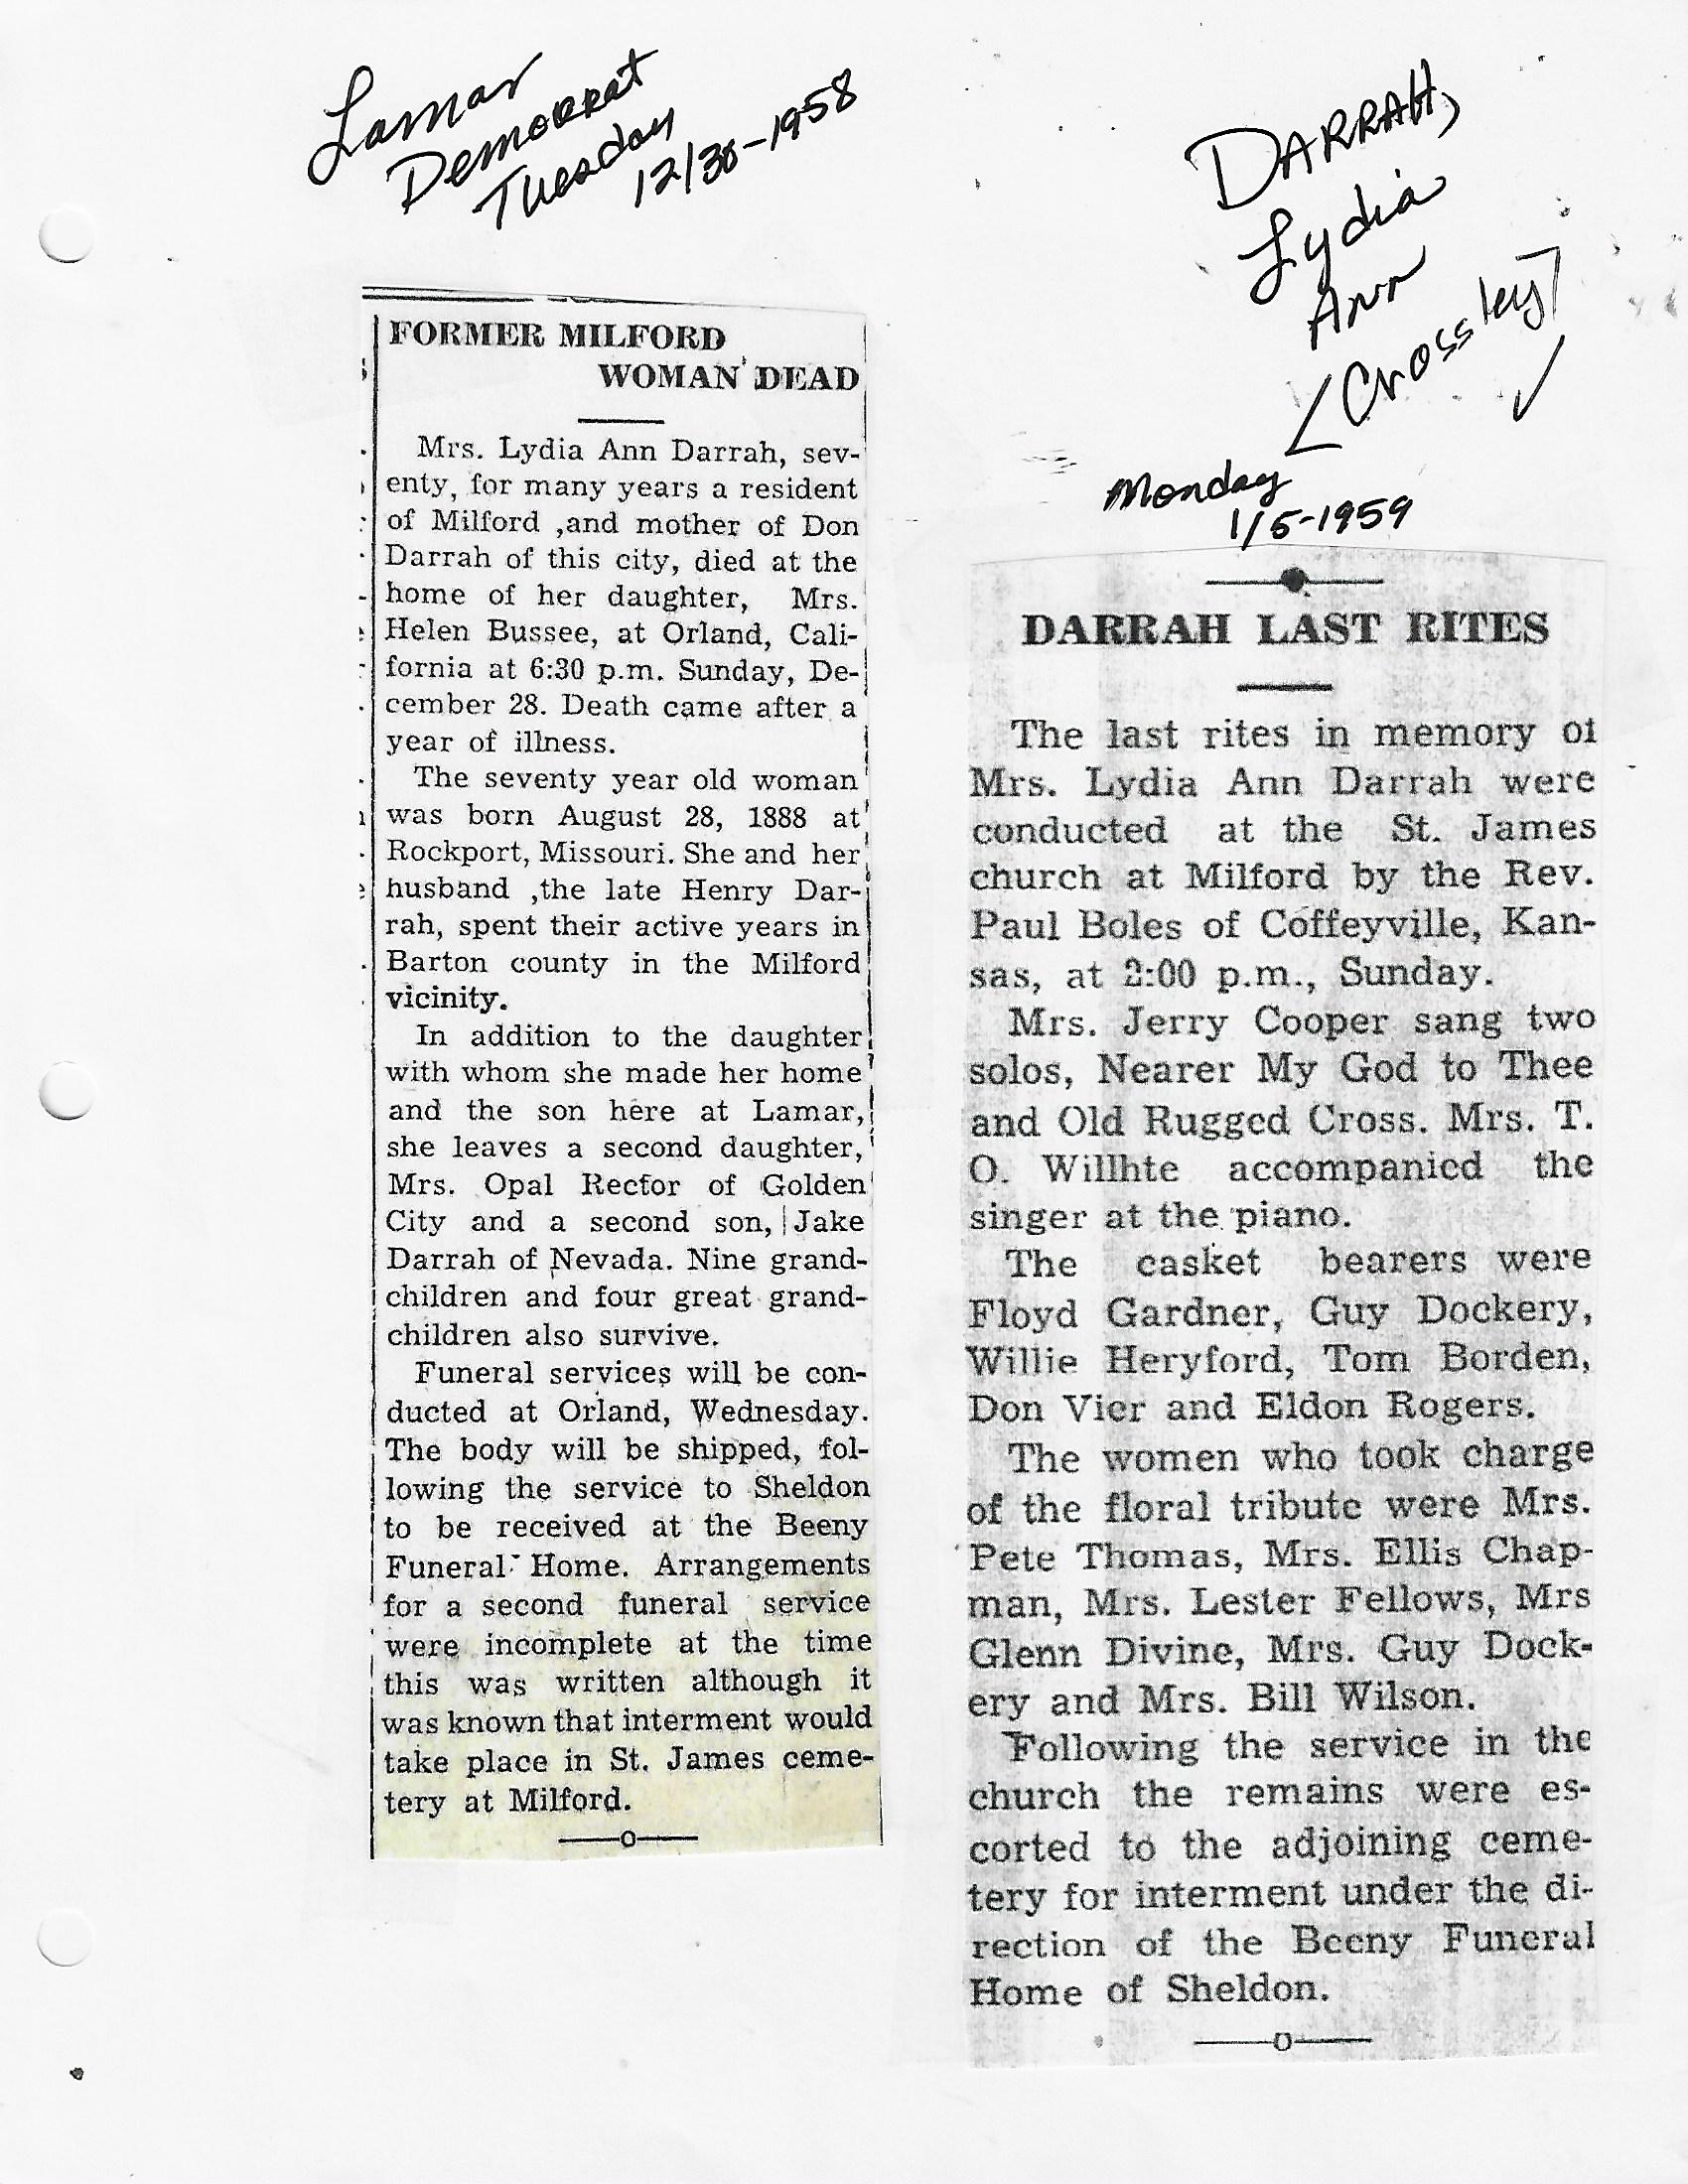 Lamar
Democrat
Tuesday
12/30-1958
FORMER MILFORD
WOMAN DEAD
Mrs. Lydia Ann Darrah, sev-
enty, for many years a resident
of Milford ,and mother of Don
Darrah of this city, died at the
home of her daughter, Mrs.
Helen Bussee, at Orland, Cali-
fornia at 6:30 p.m. Sunday, De-
cember 28. Death came after a
year of illness.
The seventy year old woman
was born August 28, 1888 at
Rockport, Missouri. She and her
husband ,the late Henry Dar-
rah, spent their active years in
Barton county in the Milford
vicinity.
In addition to the daughter
with whom she made her home
and the son here at Lamar,
she leaves a second daughter,
Mrs. Opal Rector of Golden
City and a second son, Jake
Darrah of Nevada. Nine grand-
children and four great grand-
children also survive.
Funeral services will be con-
ducted at Orland, Wednesday.
The body will be shipped, fol-
lowing the service to Sheldon
to be received at the Beeny
Funeral Home. Arrangements
for a second funeral service
were incomplete at the time
this was written although it
was known that interment would
take place in St. James ceme-
tery at Milford.
DARRAH,
Lydia
Ann
[Crossley]
Monday
1/5-1959
DARRAH LAST RITES
The last rites in memory of
Mrs. Lydia Ann Darrah were
conducted at the St. James
church at Milford by the Rev.
Paul Boles of Coffeyville, Kan-
sas, at 2:00 p.m., Sunday.
Mrs. Jerry Cooper sang two
solos, Nearer My God to Thee
and Old Rugged Cross. Mrs. T.
O. Willhte accompanied the
singer at the piano.
The casket bearers were
Floyd Gardner, Guy Dockery,
Willie Heryford, Tom Borden,
Don Vier and Eldon Rogers.
The women who took charge
of the floral tribute were Mrs.
Pete Thomas, Mrs. Ellis Chap-
man, Mrs. Lester Fellows, Mrs
Glenn Divine, Mrs. Guy Dock-
ery and Mrs. Bill Wilson.
Following the service in the
church the remains were es-
corted to the adjoining ceme-
tery for interment under the di-
rection of the Beeny Funeral
Home of Sheldon.